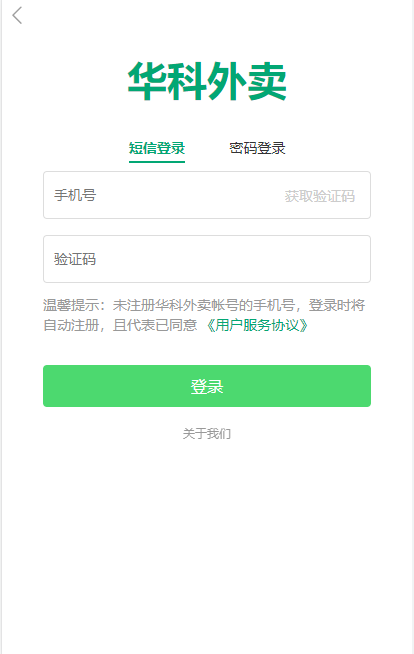 华科外卖
短信登录 密码登录
手机号 获取验证码
验证码
温馨提示：未注册华科外卖帐号的手机号，登录时将
自动注册，且代表已同意 《用户服务协议》
登录
关于我们